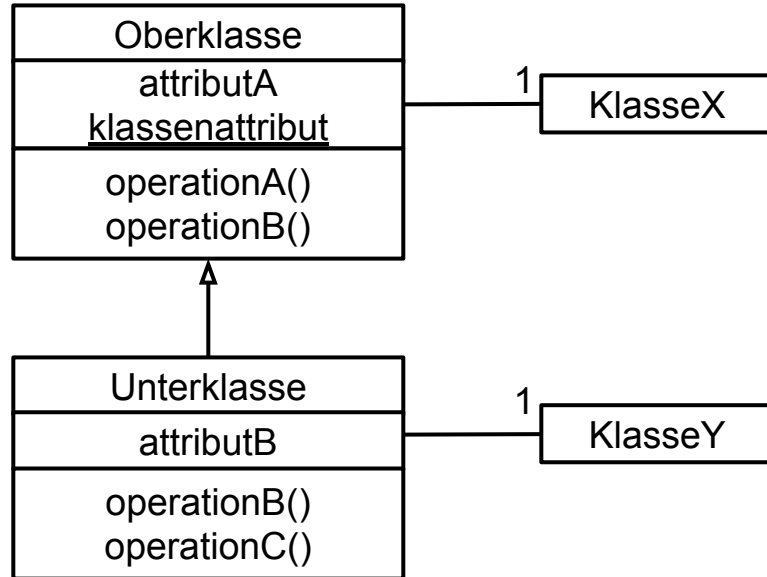 Oberklasse
attributA
klassenattribut
operationA()
operationB()
1
KlasseX
Unterklasse
attributB
operationB()
operationC()
1
KlasseY